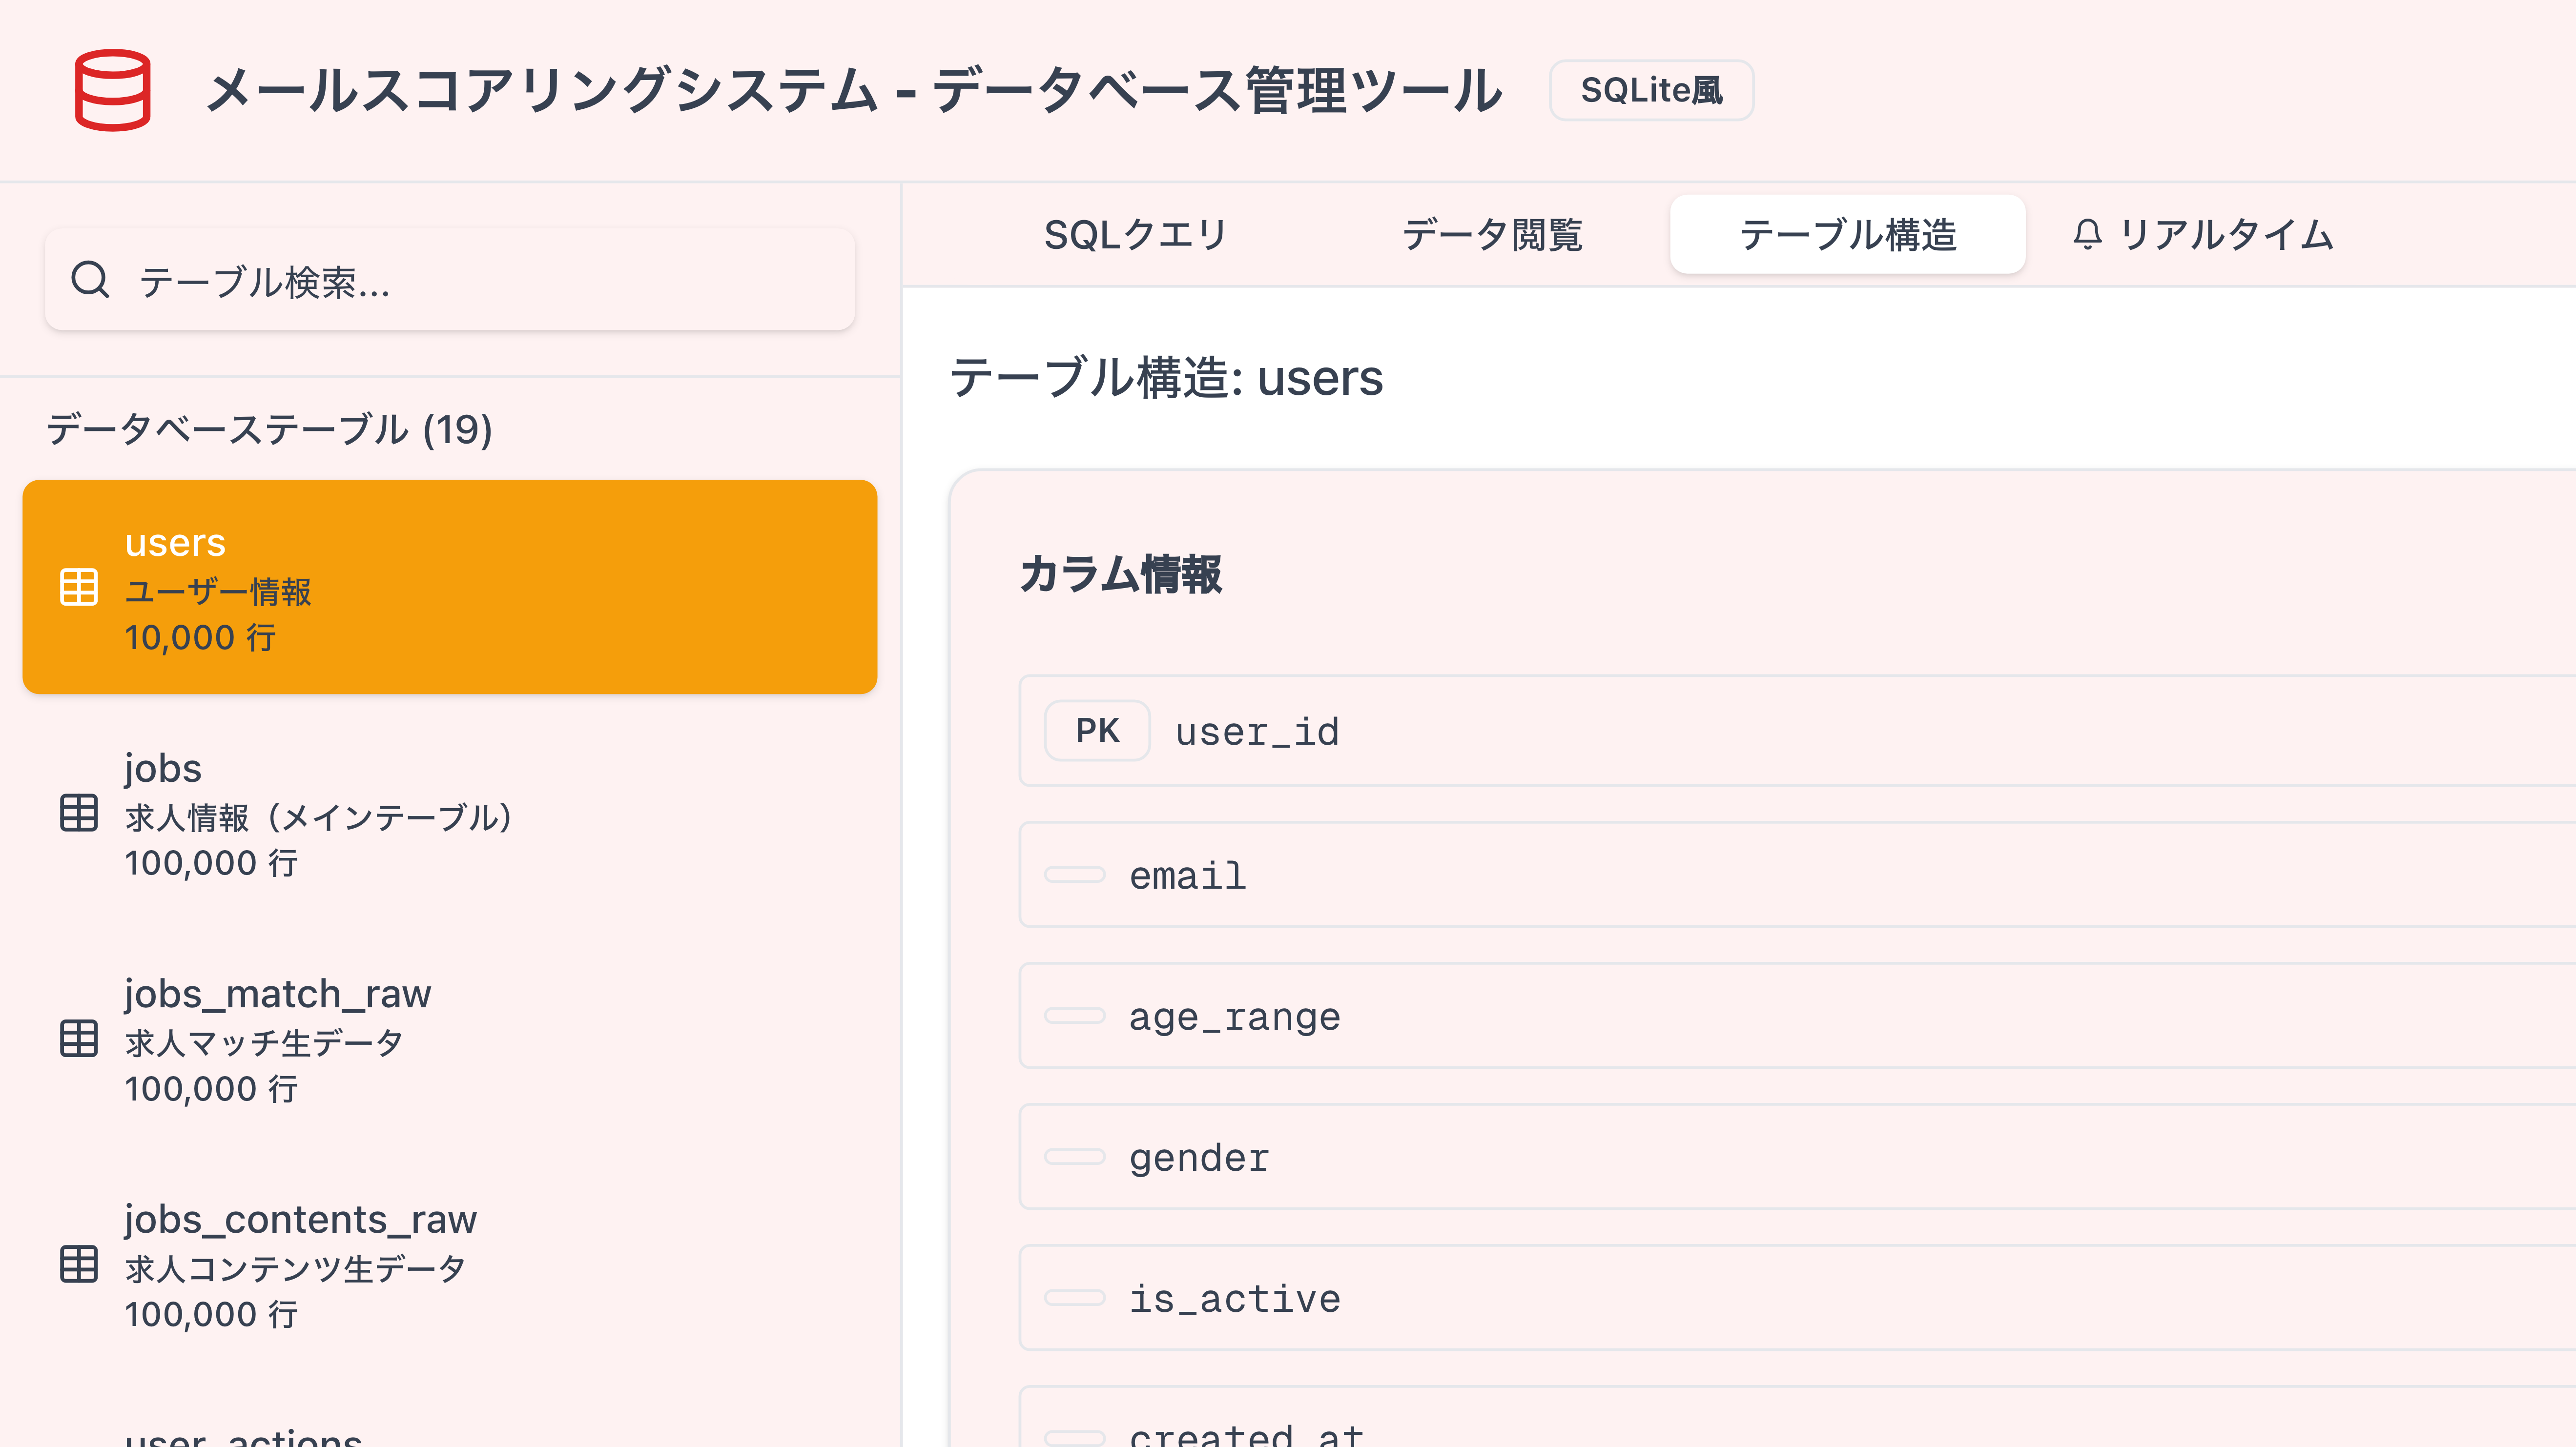 メールスコアリングシステム - データベース管理ツール
SQLite風
テーブル検索...
データベーステーブル (19)
users
ユーザー情報
10,000 行
jobs
求人情報（メインテーブル）
100,000 行
jobs_match_raw
求人マッチ生データ
100,000 行
jobs_contents_raw
求人コンテンツ生データ
100,000 行
user_actions
SQLクエリ
データ閲覧
テーブル構造
リアルタイム
テーブル構造: users
カラム情報
PK user_id
email
age_range
gender
is_active
created_at